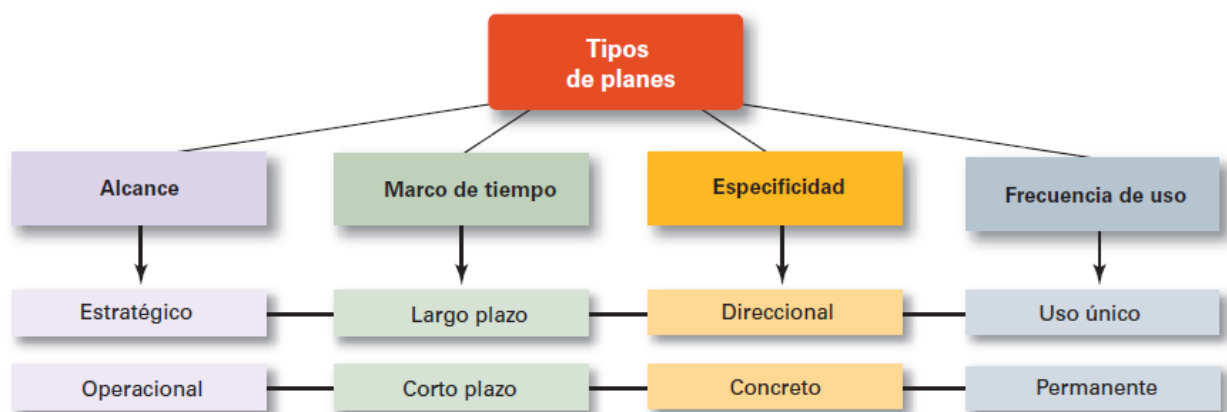 Tipos
de planes
Alcance
Marco de tiempo
Especificidad
Frecuencia de uso
Estratégico
Largo plazo
Direccional
Uso único
Operacional
Corto plazo
Concreto
Permanente